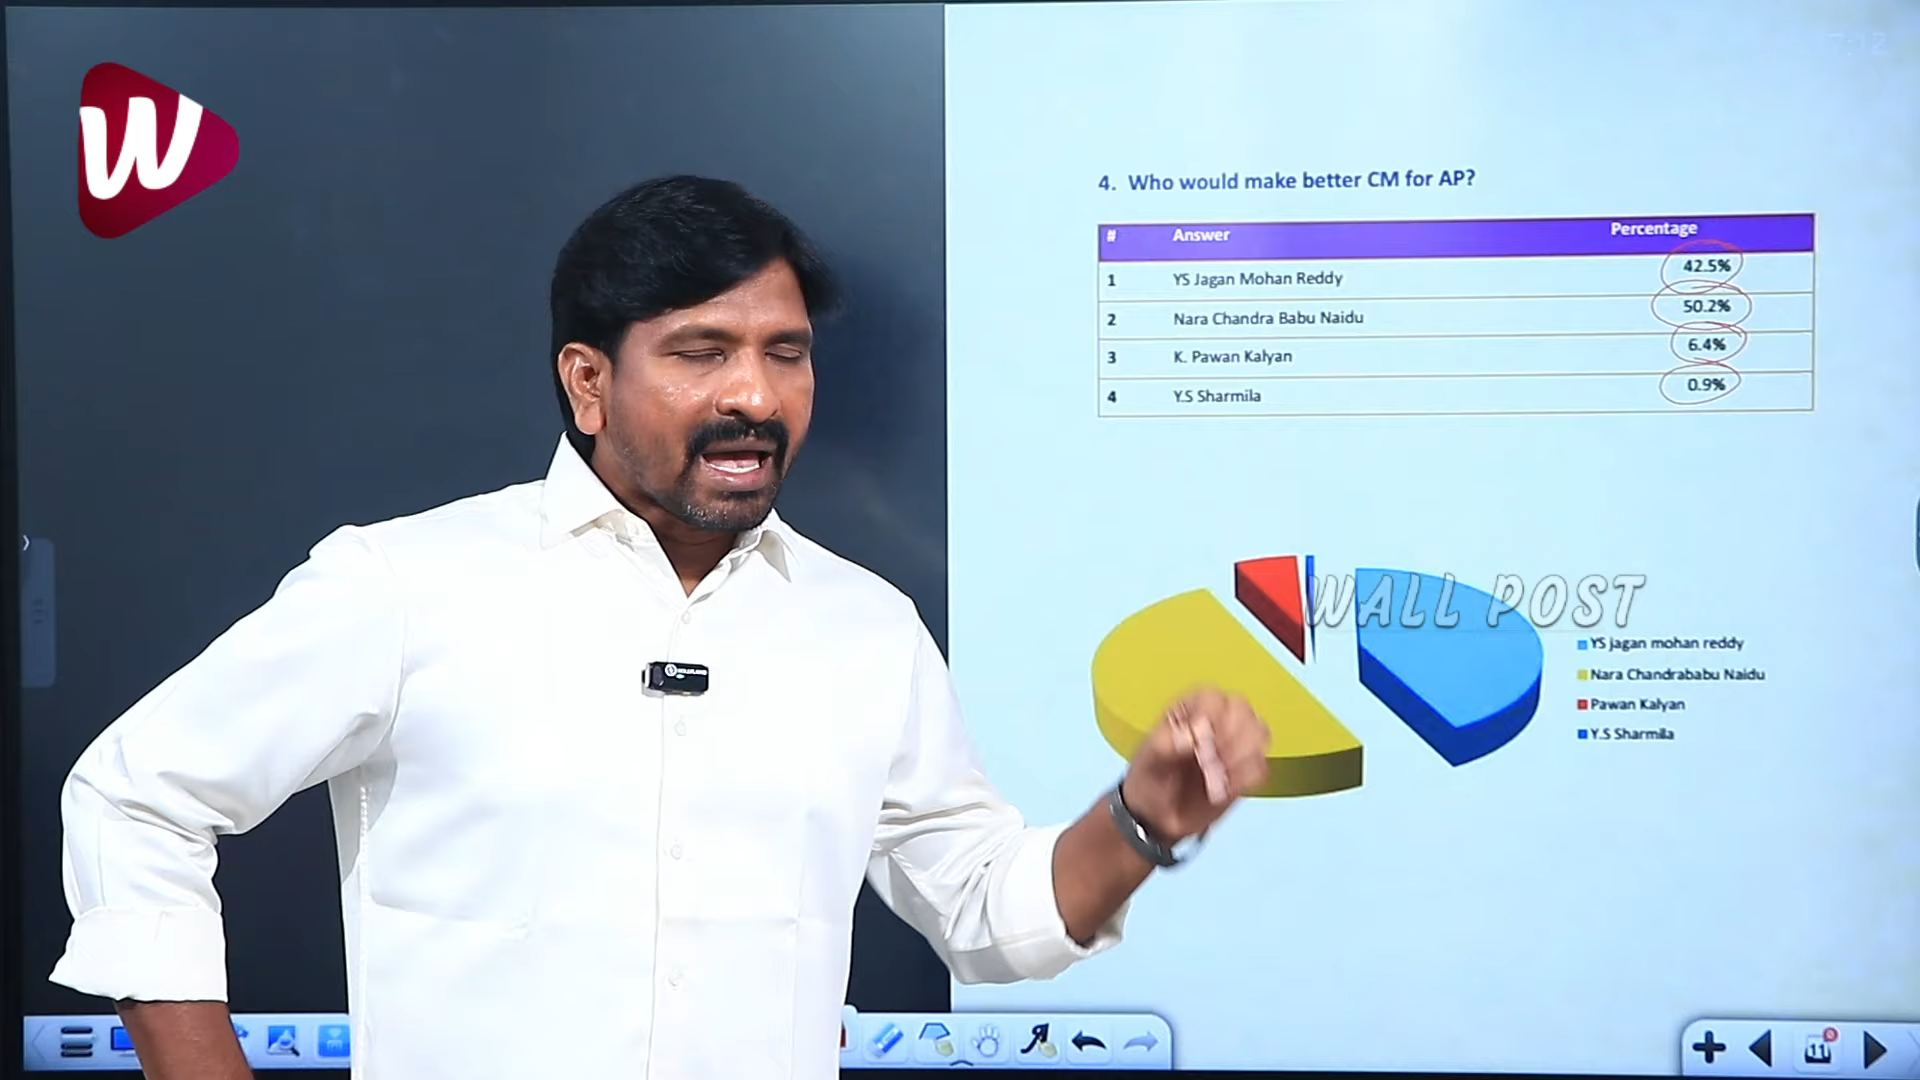 W
4. Who would make better CM for AP?
# Answer Percentage
1 YS Jagan Mohan Reddy 42.5%
2 Nara Chandra Babu Naidu 50.2%
3 K. Pawan Kalyan 6.4%
4 Y.S Sharmila 0.9%
WALL POST
YS jagan mohan reddy
Nara Chandrababu Naidu
Pawan Kalyan
Y.S Sharmila
11